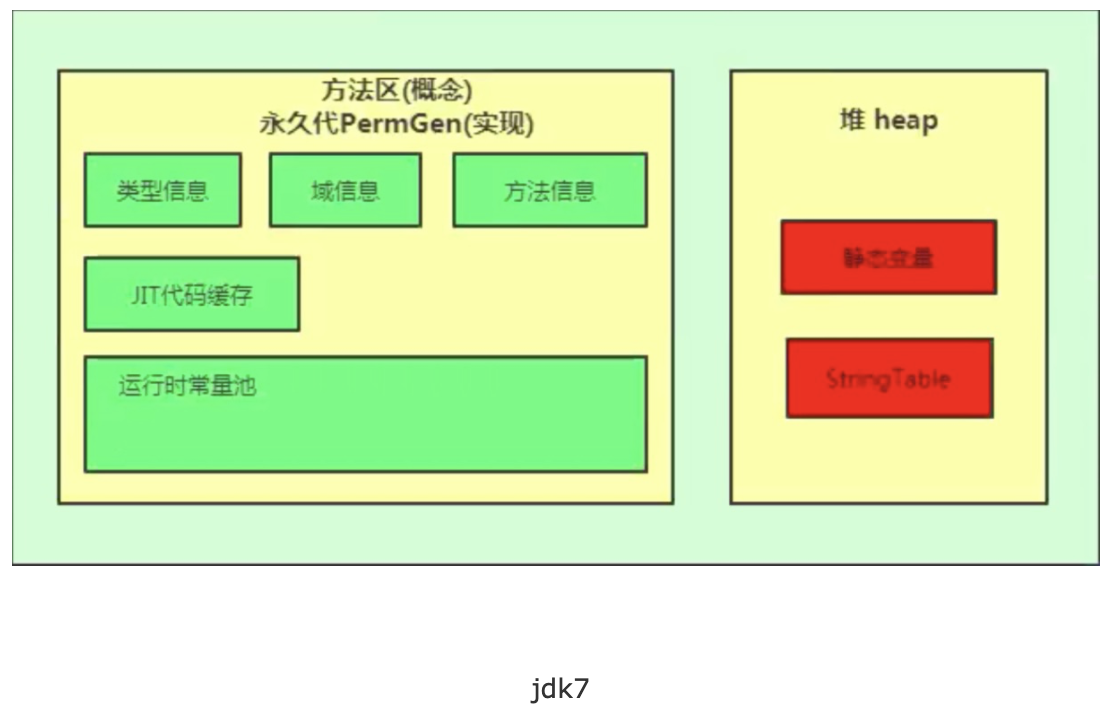 方法区(概念)
永久代PermGen(实现)
类型信息
域信息
方法信息
JIT代码缓存
运行时常量池
堆 heap
静态变量
StringTable
jdk7